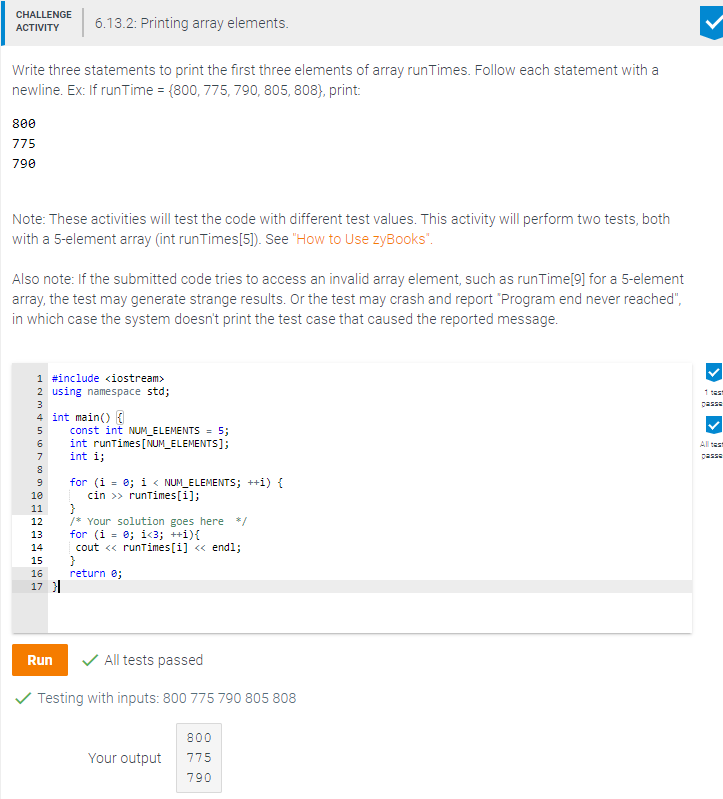 CHALLENGE
ACTIVITY
6.13.2: Printing array elements.
Write three statements to print the first three elements of array runTimes. Follow each statement with a
newline. Ex: If runTime = {800, 775, 790, 805, 808}, print:
800
775
790
Note: These activities will test the code with different test values. This activity will perform two tests, both
with a 5-element array (int runTimes[5]). See "How to Use zyBooks".
Also note: If the submitted code tries to access an invalid array element, such as runTime[9] for a 5-element
array, the test may generate strange results. Or the test may crash and report "Program end never reached",
in which case the system doesn't print the test case that caused the reported message.
1 #include <iostream>
2 using namespace std;
3
4 int main() {
5 const int NUM_ELEMENTS = 5;
6 int runTimes[NUM_ELEMENTS];
7 int i;
8
9 for (i = 0; i < NUM_ELEMENTS; ++i) {
10 cin >> runTimes[i];
11 }
12 /* Your solution goes here  */
13 for (i = 0; i<3; ++i){
14 cout << runTimes[i] << endl;
15 }
16 return 0;
17 }
1 test
passe
All test
passe
Run
All tests passed
Testing with inputs: 800 775 790 805 808
Your output
800
775
790